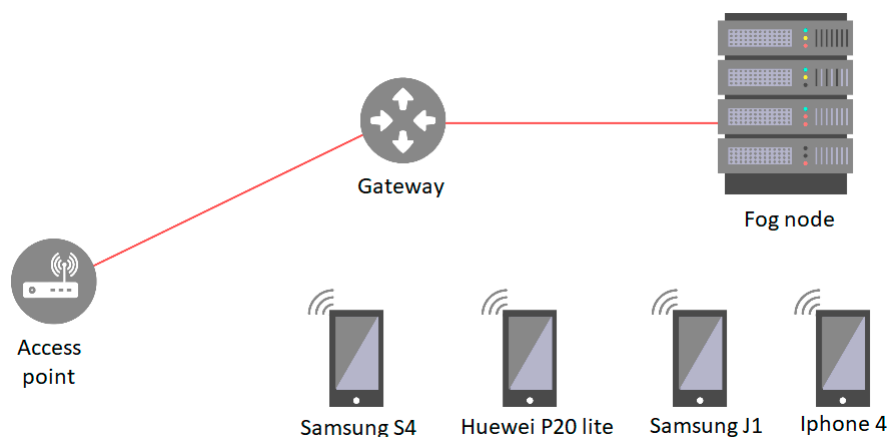 Gateway
Fog node
Access
point
Samsung S4
Huewei P20 lite
Samsung J1
Iphone 4